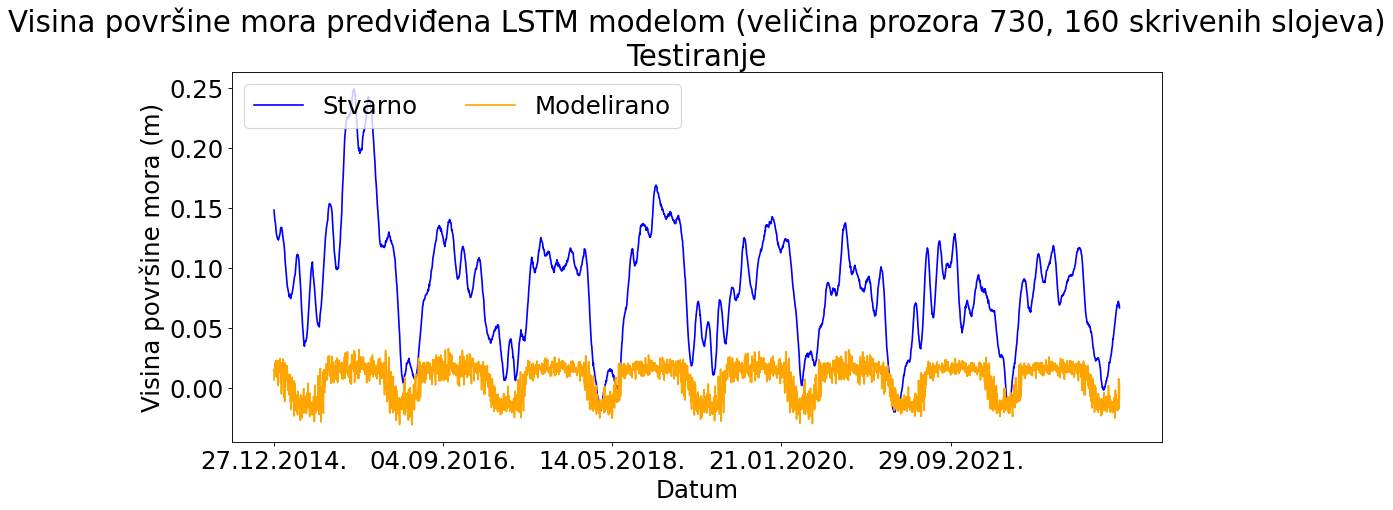 Visina površine mora predviđena LSTM modelom (veličina prozora 730, 160 skrivenih slojeva)
Testiranje
Stvarno Modelirano
Visina površine mora (m)
0.25
0.20
0.15
0.10
0.05
0.00
27.12.2014. 04.09.2016. 14.05.2018. 21.01.2020. 29.09.2021.
Datum